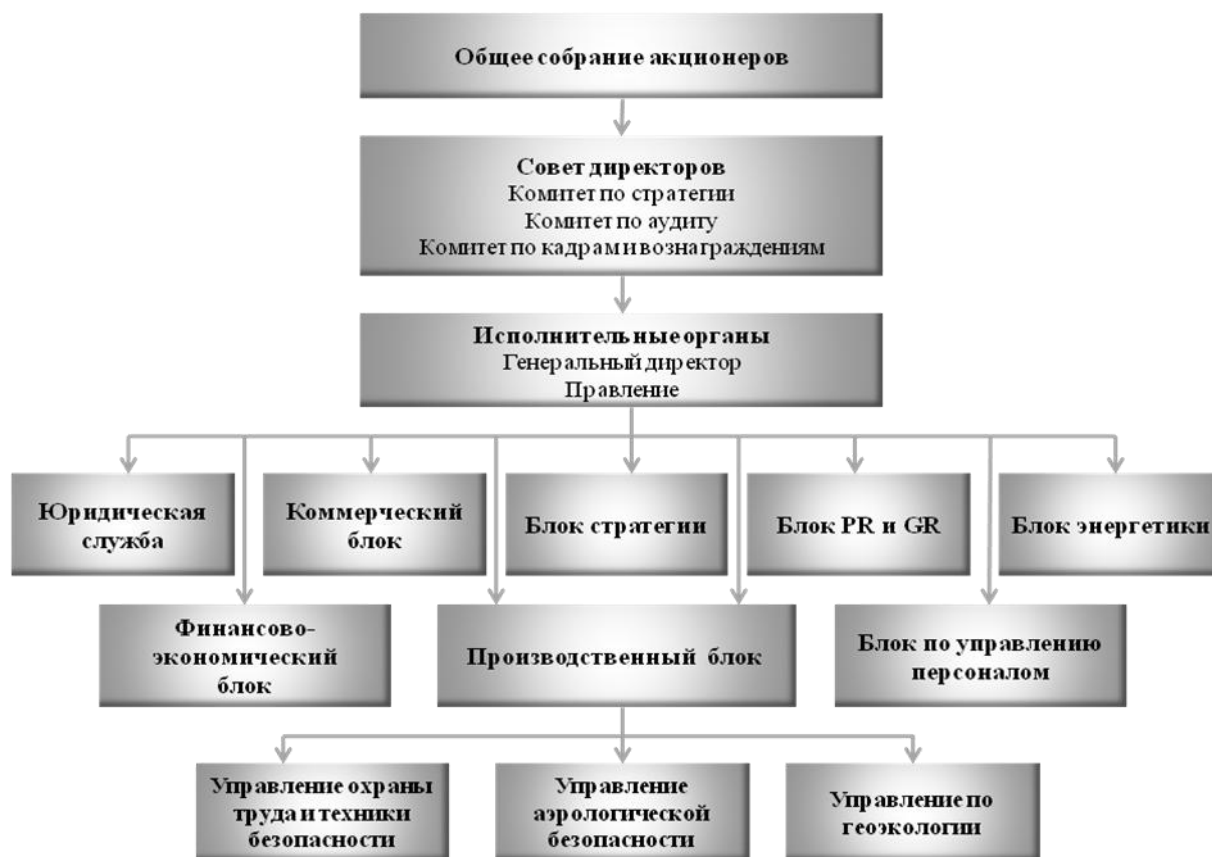 Общее собрание акционеров
Совет директоров
Комитет по стратегии
Комитет по аудиту
Комитет по кадрам и вознаграждениям
Исполнительные органы
Генеральный директор
Правление
Юридическая
служба
Коммерческий
блок
Блок стратегии
Блок PR и GR
Блок энергетики
Финансово-
экономический
блок
Производственный блок
Блок по управлению
персоналом
Управление охраны
труда и техники
безопасности
Управление
аэрологической
безопасности
Управление по
геоэкологии